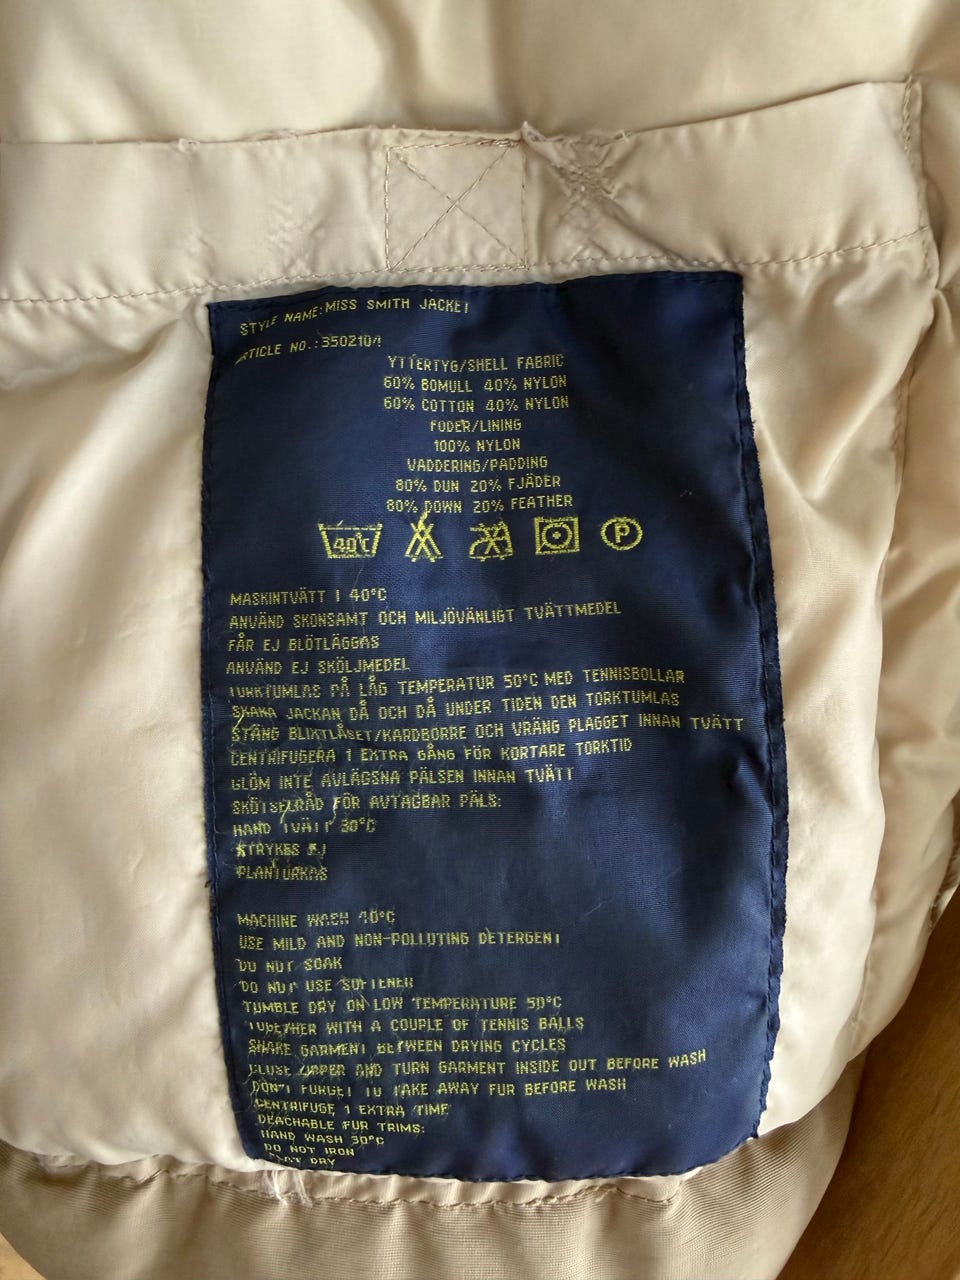 STYLE NAME: MISS SMITH JACKET
ARTICLE NO.: 3502104
YTTERTYG/SHELL FABRIC
60% BOMULL 40% NYLON
60% COTTON 40% NYLON
FODER/LINING
100% NYLON
VADDERING/PADDING
80% DUN 20% FJÄDER
80% DOWN 20% FEATHER
40°C P
MASKINTVÄTT I 40°C
ANVÄND SKONSAMT OCH MILJÖVÄNLIGT TVÄTTMEDEL
FÅR EJ BLÖTLÄGGAS
ANVÄND EJ SKÖLJMEDEL
TORKTUMLAS PÅ LÅG TEMPERATUR 50°C MED TENNISBOLLAR
SKAKA JACKAN DÅ OCH DÅ UNDER TIDEN DEN TORKTUMLAS
STÄNG BLIXTLÅSET/KARDBORRE OCH VRÄNG PLAGGET INNAN TVÄTT
CENTRIFUGERA 1 EXTRA GÅNG FÖR KORTARE TORKTID
GLÖM INTE AVLÄGSNA PÄLSEN INNAN TVÄTT
SKÖTSELRÅD FÖR AVTAGBAR PÄLS:
HAND TVÄTT 30°C
STRYKES EJ
PLANTORKAS
MACHINE WASH 40°C
USE MILD AND NON-POLLUTING DETERGENT
DO NOT SOAK
DO NOT USE SOFTENER
TUMBLE DRY ON LOW TEMPERATURE 50°C
TOGETHER WITH A COUPLE OF TENNIS BALLS
SHAKE GARMENT BETWEEN DRYING CYCLES
CLOSE ZIPPER AND TURN GARMENT INSIDE OUT BEFORE WASH
DON'T FORGET TO TAKE AWAY FUR BEFORE WASH
CENTRIFUGE 1 EXTRA TIME
DEACHABLE FUR TRIMS:
HAND WASH 30°C
DO NOT IRON
FLAT DRY